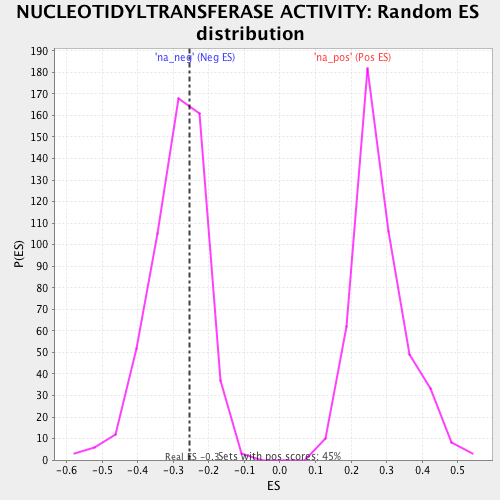 NUCLEOTIDYLTRANSFERASE ACTIVITY: Random ES
distribution
'na_neg' (Neg ES)
'na_pos' (Pos ES)
190
180
170
160
150
140
130
120
110
100
90
80
70
60
50
40
30
20
10
0
P(ES)
Real ES -0.3
Sets with pos scores: 45%
-0.6 -0.5 -0.4 -0.3 -0.2 -0.1 0.0 0.1 0.2 0.3 0.4 0.5
ES